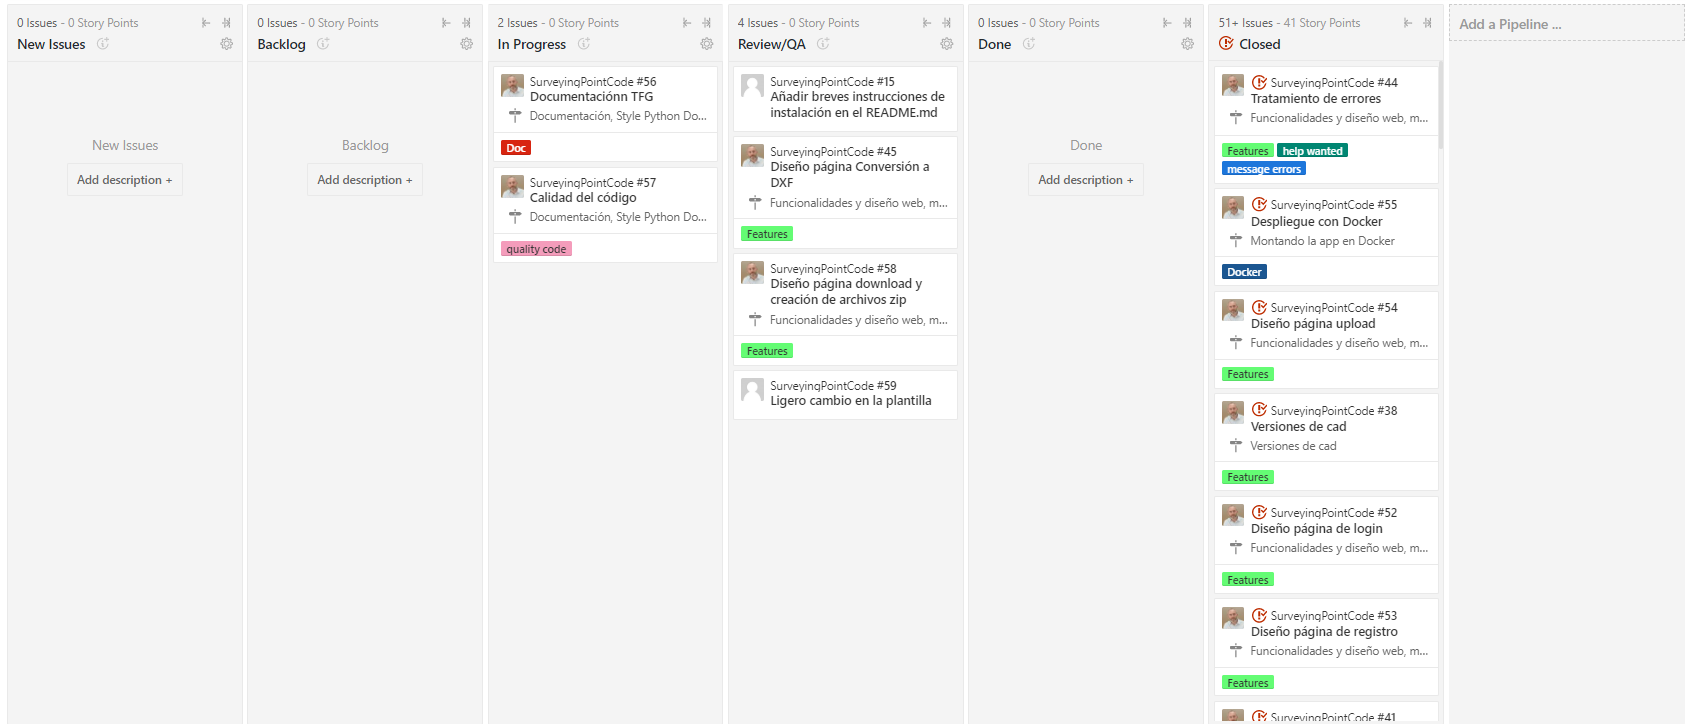 0 Issues - 0 Story Points
New Issues
New Issues
Add description +
0 Issues - 0 Story Points
Backlog
Backlog
Add description +
2 Issues - 0 Story Points
In Progress
SurveyingPointCode #56
Documentaciónn TFG
Documentación, Style Python Do...
Doc
SurveyingPointCode #57
Calidad del código
Documentación, Style Python Do...
quality code
4 Issues - 0 Story Points
Review/QA
SurveyingPointCode #15
Añadir breves instrucciones de
instalación en el README.md
SurveyingPointCode #45
Diseño página Conversión a
DXF
Funcionalidades y diseño web, m...
Features
SurveyingPointCode #58
Diseño página download y
creación de archivos zip
Funcionalidades y diseño web, m...
Features
SurveyingPointCode #59
Ligero cambio en la plantilla
0 Issues - 0 Story Points
Done
Done
Add description +
51+ Issues - 41 Story Points
Closed
SurveyingPointCode #44
Tratamiento de errores
Funcionalidades y diseño web, m...
Features help wanted
message errors
SurveyingPointCode #55
Despliegue con Docker
Montando la app en Docker
Docker
SurveyingPointCode #54
Diseño página upload
Funcionalidades y diseño web, m...
Features
SurveyingPointCode #38
Versiones de cad
Versiones de cad
Features
SurveyingPointCode #52
Diseño página de login
Funcionalidades y diseño web, m...
Features
SurveyingPointCode #53
Diseño página de registro
Funcionalidades y diseño web, m...
Features
SurveyingPointCode #41
Add a Pipeline ...